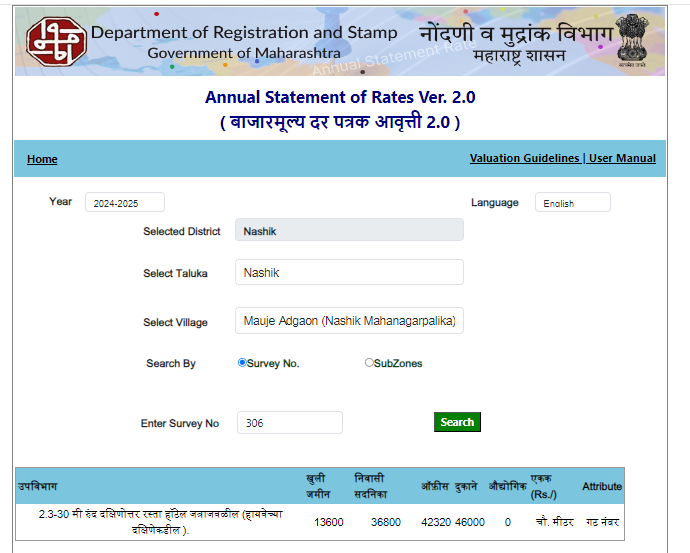 Department of Registration and Stamp
Government of Maharashtra
नोंदणी व मुद्रांक विभाग
महाराष्ट्र शासन
Annual Statement Rate
Annual Statement of Rates Ver. 2.0
( बाजारमूल्य दर पत्रक आवृत्ती 2.0 )
Home Valuation Guidelines | User Manual
Year 2024-2025 Language English
Selected District Nashik
Select Taluka Nashik
Select Village Mauje Adgaon (Nashik Mahanagarpalika)
Search By Survey No. SubZones
Enter Survey No 306 Search
उपविभाग खुली जमीन निवासी सदनिका ऑफ़ीस दुकाने औद्योगिक एकक (Rs./) Attribute
2.3-30 मी रुंद दक्षिणोत्तर रस्ता हॉटेल जत्राजवळील (हायवेच्या दक्षिणेकडील ). 13600 36800 42320 46000 0 चौ. मीटर गट नंबर